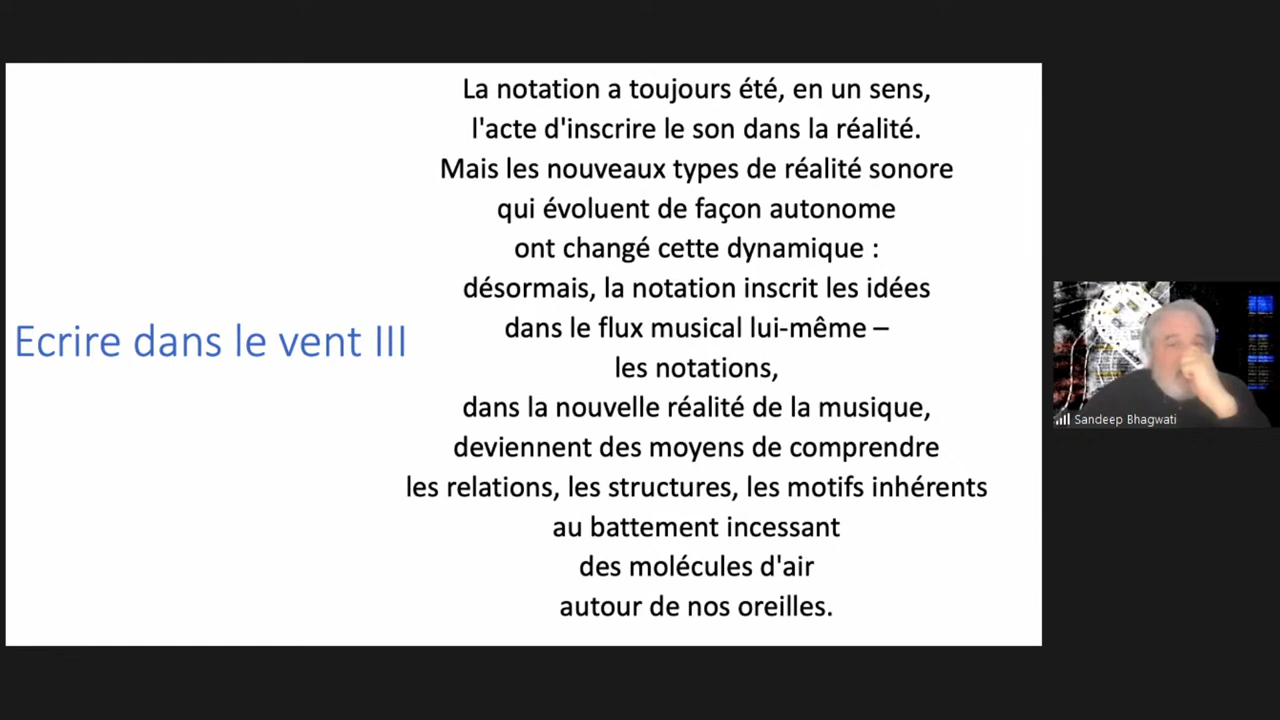 Ecrire dans le vent III
La notation a toujours été, en un sens,
l'acte d'inscrire le son dans la réalité.
Mais les nouveaux types de réalité sonore
qui évoluent de façon autonome
ont changé cette dynamique :
désormais, la notation inscrit les idées
dans le flux musical lui-même –
les notations,
dans la nouvelle réalité de la musique,
deviennent des moyens de comprendre
les relations, les structures, les motifs inhérents
au battement incessant
des molécules d'air
autour de nos oreilles.
Sandeep Bhagwati